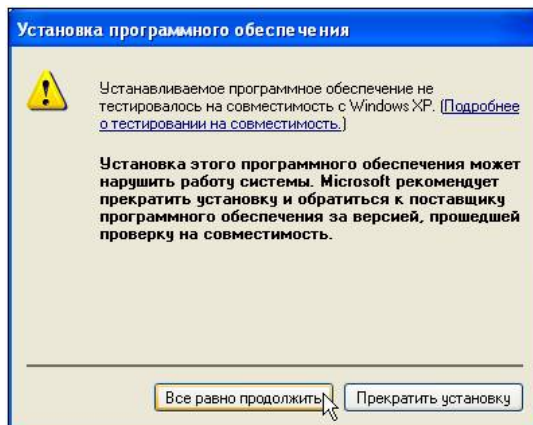 Установка программного обеспечения
Устанавливаемое программное обеспечение не
тестировалось на совместимость с Windows XP. (Подробнее
о тестировании на совместимость.)
Установка этого программного обеспечения может
нарушить работу системы. Microsoft рекомендует
прекратить установку и обратиться к поставщику
программного обеспечения за версией, прошедшей
проверку на совместимость.
Все равно продолжить
Прекратить установку